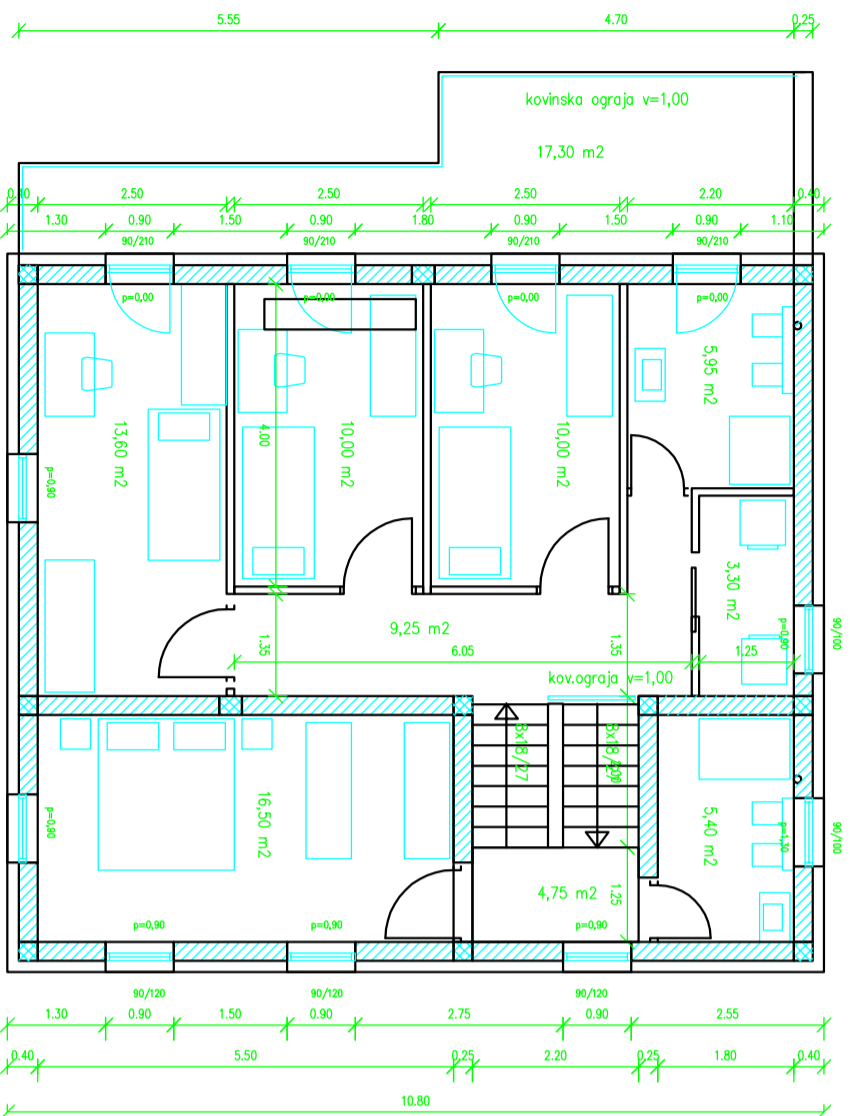 5.55 4.70 0.25
kovinska ograja v=1,00
17,30 m2
0.40 2.50 2.50 2.50 2.20 0.40
1.30 0.90 1.50 0.90 1.80 0.90 1.50 0.90 1.10
90/210 90/210 90/210 90/210
p=0,00 p=0,00 p=0,00 p=0,00
5,95 m2
13,60 m2
4.00
10,00 m2
10,00 m2
p=0,90
3,30 m2
9,25 m2
1.35
1.35
p=0,90
90/100
6.05 1.25
kov.ograja v=1,00
8x18/27
8x18/27
16,50 m2
p=0,90
5,40 m2
p=1,30
90/100
4,75 m2
1.25
p=0,90 p=0,90 p=0,90
90/120 90/120 90/120
1.30 0.90 1.50 0.90 2.75 0.90 2.55
0.40 5.50 0.25 2.20 0.25 1.80 0.40
10.80